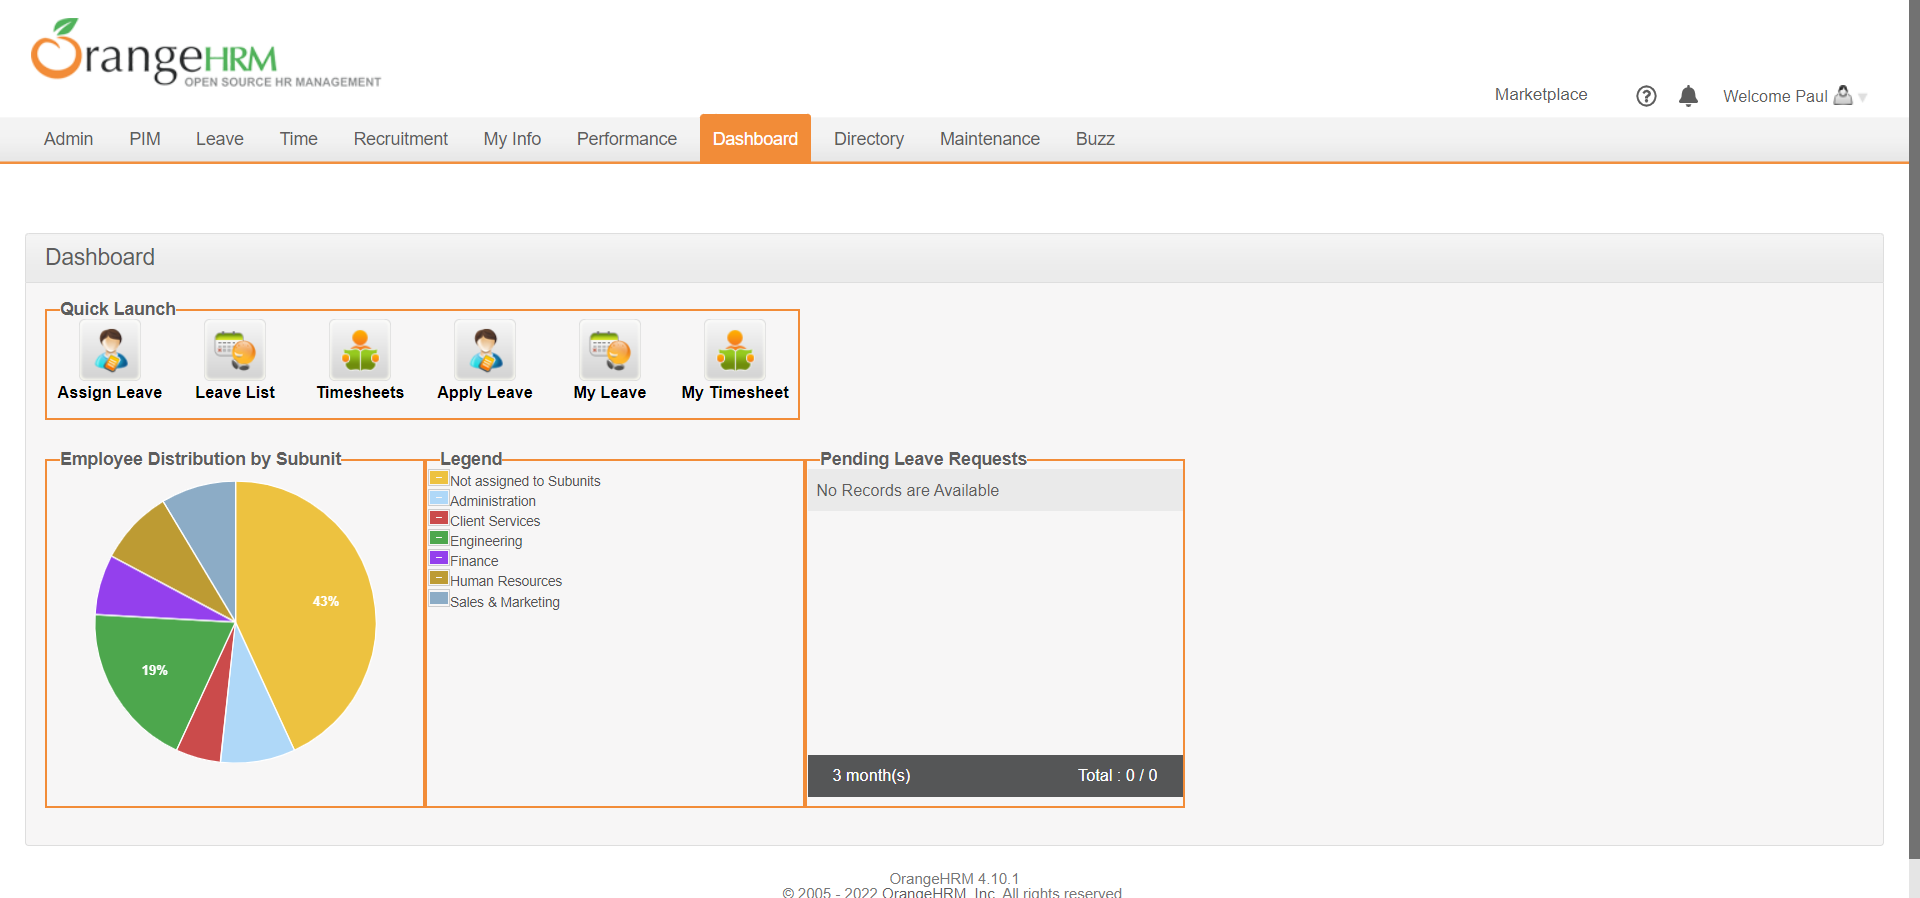 OrangeHRM
OPEN SOURCE HR MANAGEMENT
Marketplace
Welcome Paul
Admin PIM Leave Time Recruitment My Info Performance Dashboard Directory Maintenance Buzz
Dashboard
Quick Launch
Assign Leave Leave List Timesheets Apply Leave My Leave My Timesheet
Employee Distribution by Subunit
43%
19%
Legend
Not assigned to Subunits
Administration
Client Services
Engineering
Finance
Human Resources
Sales & Marketing
Pending Leave Requests
No Records are Available
3 month(s) Total : 0 / 0
OrangeHRM 4.10.1
© 2005 - 2022 OrangeHRM, Inc. All rights reserved